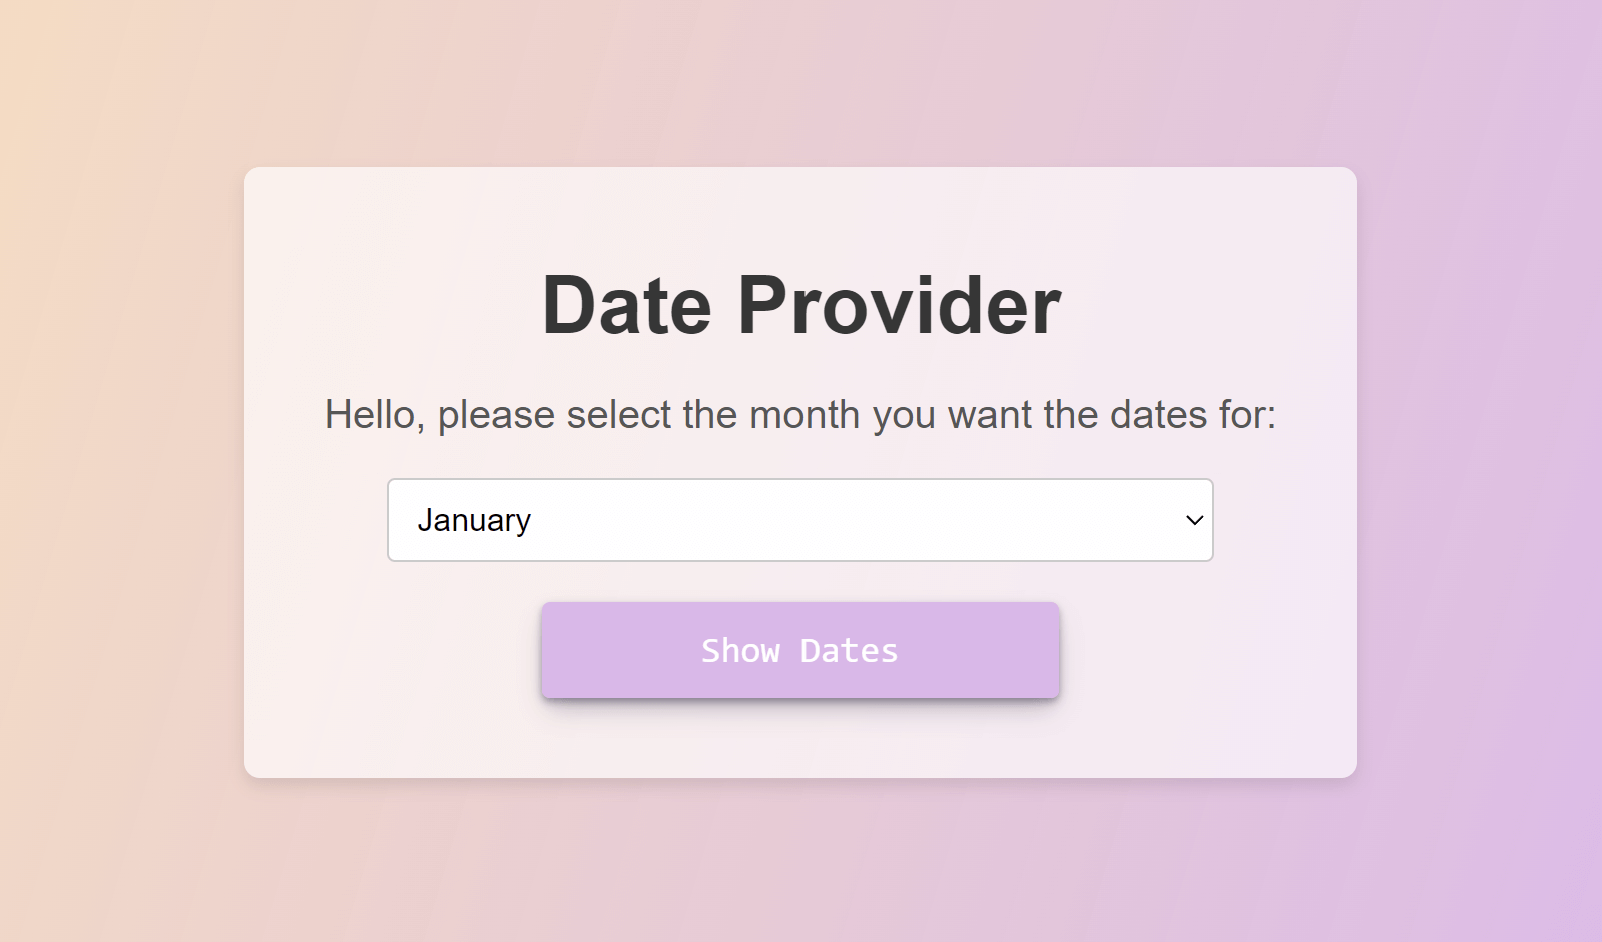 Date Provider
Hello, please select the month you want the dates for:
January
Show Dates